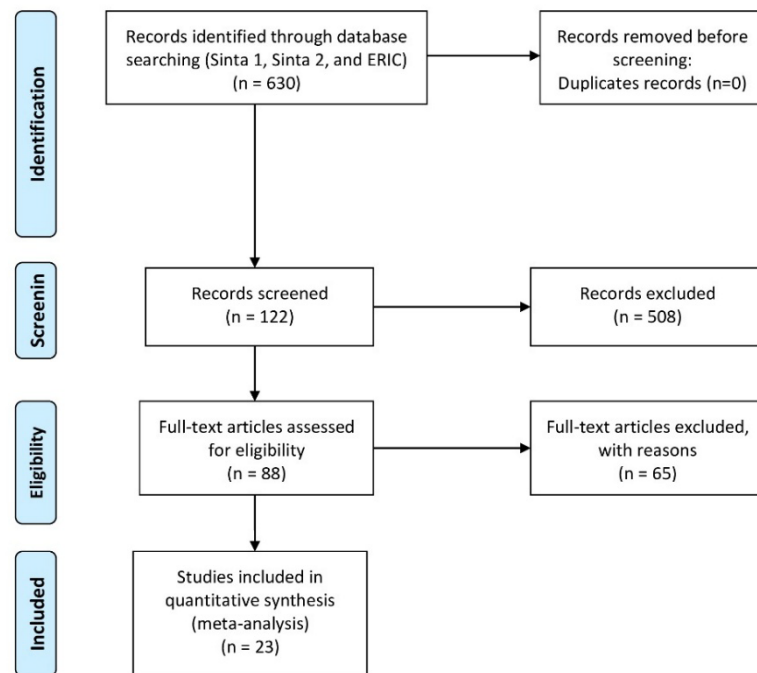 Identification
Records identified through database
searching (Sinta 1, Sinta 2, and ERIC)
(n = 630)
Records removed before
screening:
Duplicates records (n=0)
Screenin
Records screened
(n = 122)
Records excluded
(n = 508)
Eligibility
Full-text articles assessed
for eligibility
(n = 88)
Full-text articles excluded,
with reasons
(n = 65)
Included
Studies included in
quantitative synthesis
(meta-analysis)
(n = 23)